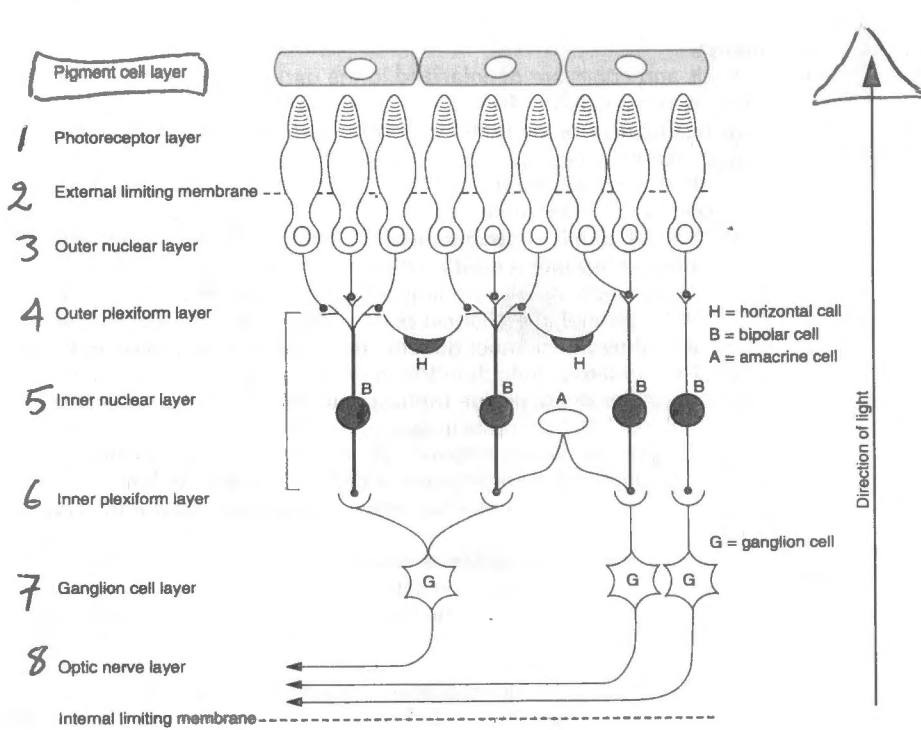 Pigment cell layer
1 Photoreceptor layer
2 External limiting membrane
3 Outer nuclear layer
4 Outer plexiform layer
H = horizontal cell
B = bipolar cell
A = amacrine cell
H H
B B A B B
5 Inner nuclear layer
Direction of light
6 Inner plexiform layer
G = ganglion cell
7 Ganglion cell layer
G G G
8 Optic nerve layer
Internal limiting membrane